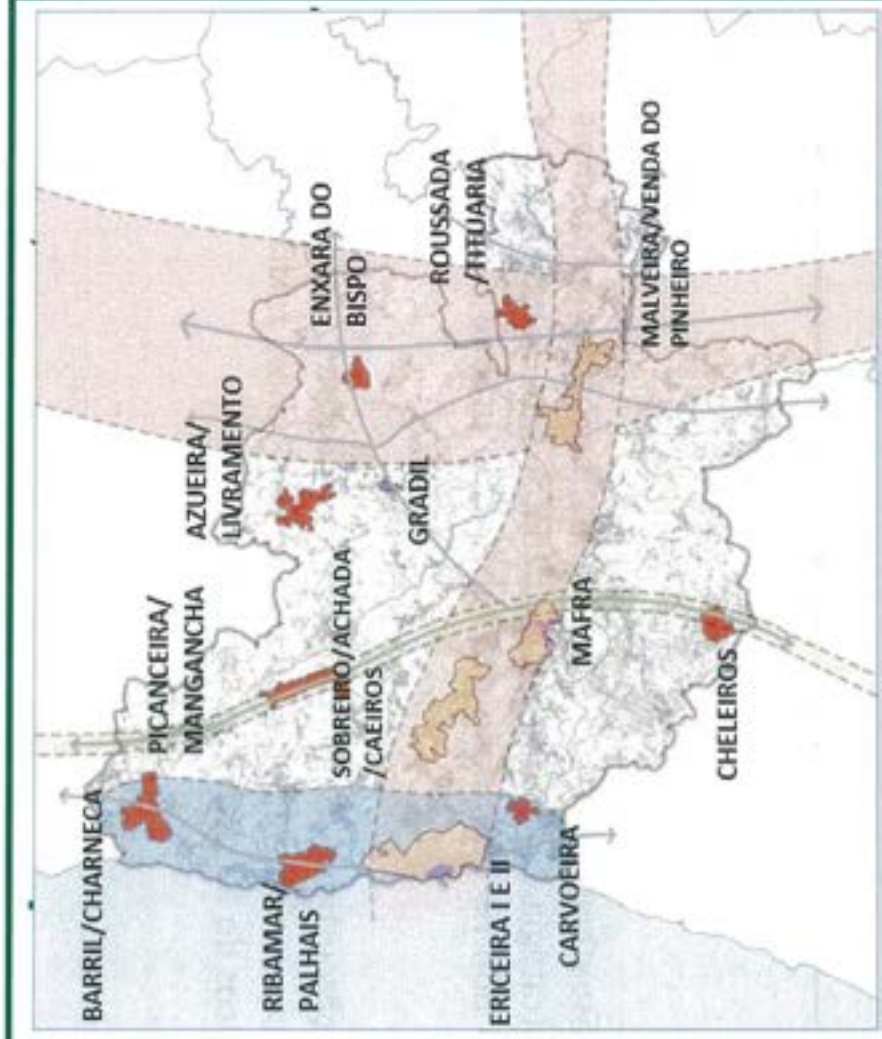 BARRIL/CHARNECA
PICANCEIRA/
MANGANCHA
AZUEIRA/
LIVRAMENTO
ENXARA DO
BISPO
RIBAMAR/
PALHAIS
SOBREIRO/ACHADA
/CAEIROS
GRADIL
ROUSSADA
/TITUARIA
ERICEIRA I E II
CARVOEIRA
MAFRA
CHELEIROS
MALVEIRA/VENDA DO
PINHEIRO